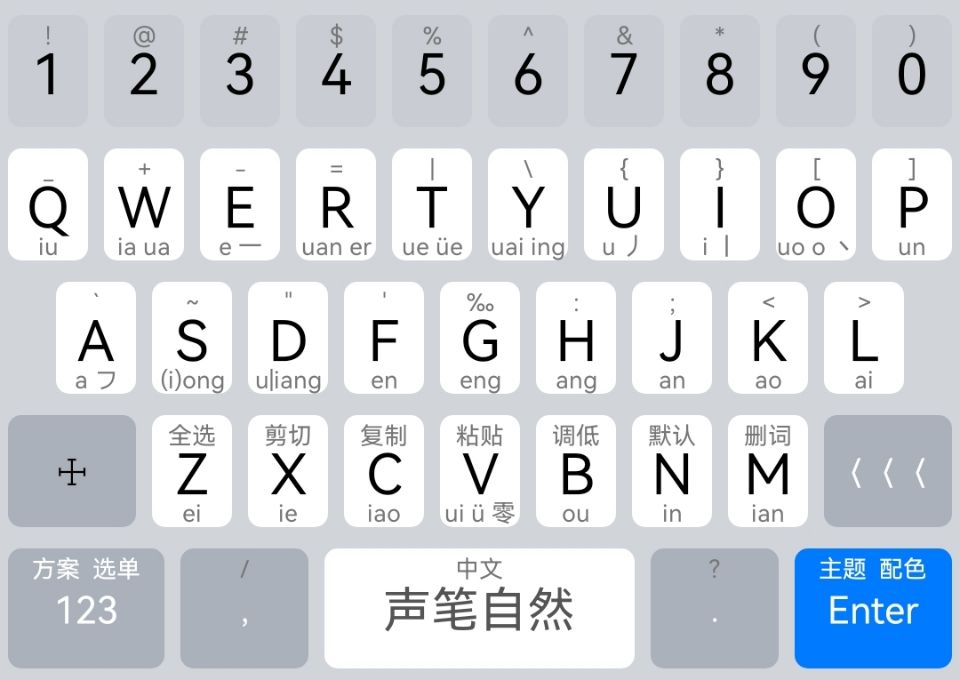 ! @ # $ % ^ & * ( )
1 2 3 4 5 6 7 8 9 0
_ + - = | \ { } [ ]
Q W E R T Y U I O P
iu ia ua e 一 uan er ue üe uai ing u 丿 i 丨 uo o 丶 un
` ~ " ' ‰ : ; < >
A S D F G H J K L
a フ (i)ong u|iang en eng ang an ao ai
全选 剪切 复制 粘贴 调低 默认 删词
Z X C V B N M 〈〈〈
ei ie iao ui ü 零 ou in ian
方案 选单 / 中文 ? 主题 配色
123 , 声笔自然 . Enter